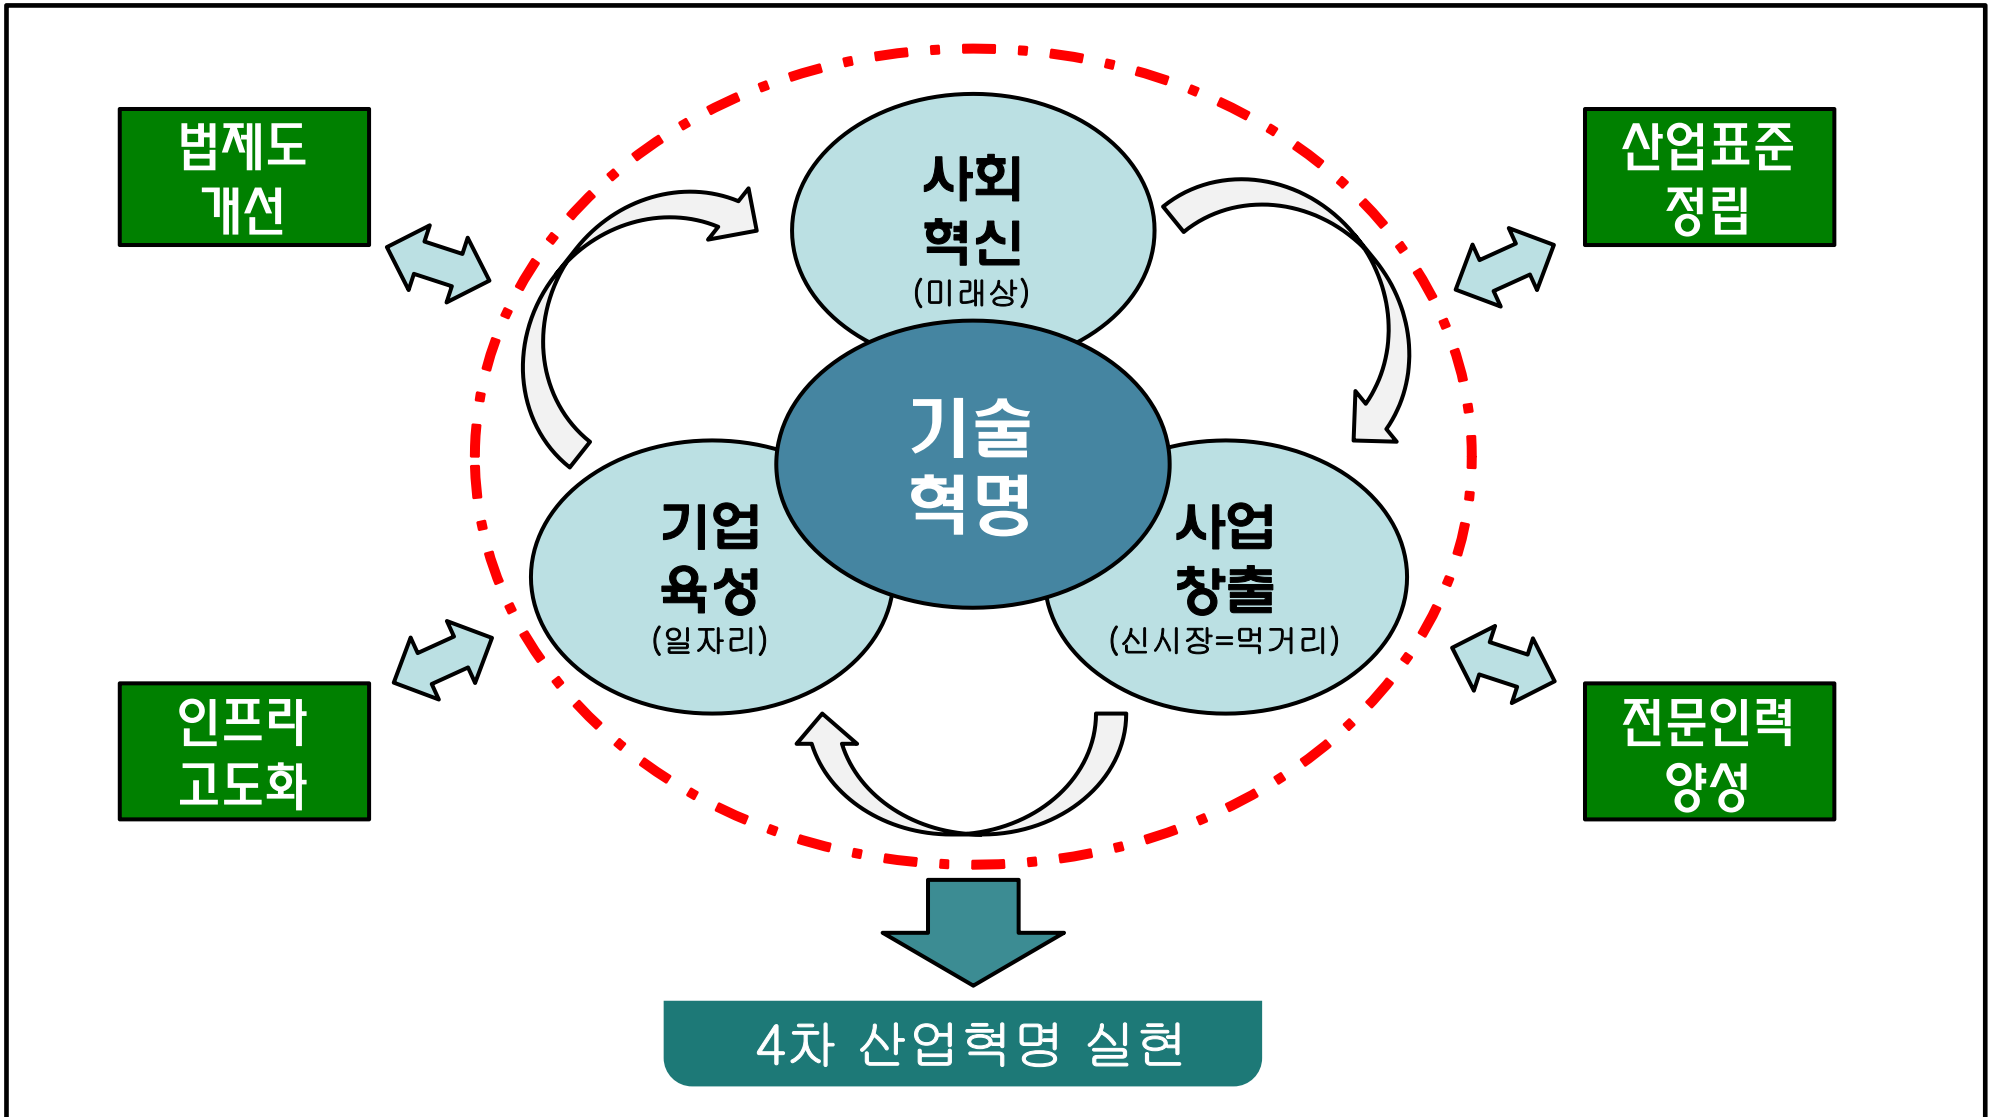 법제도
개선
산업표준
정립
사회
혁신
(미래상)
기술
혁명
기업
육성
(일자리)
사업
창출
(신시장=먹거리)
인프라
고도화
전문인력
양성
4차 산업혁명 실현